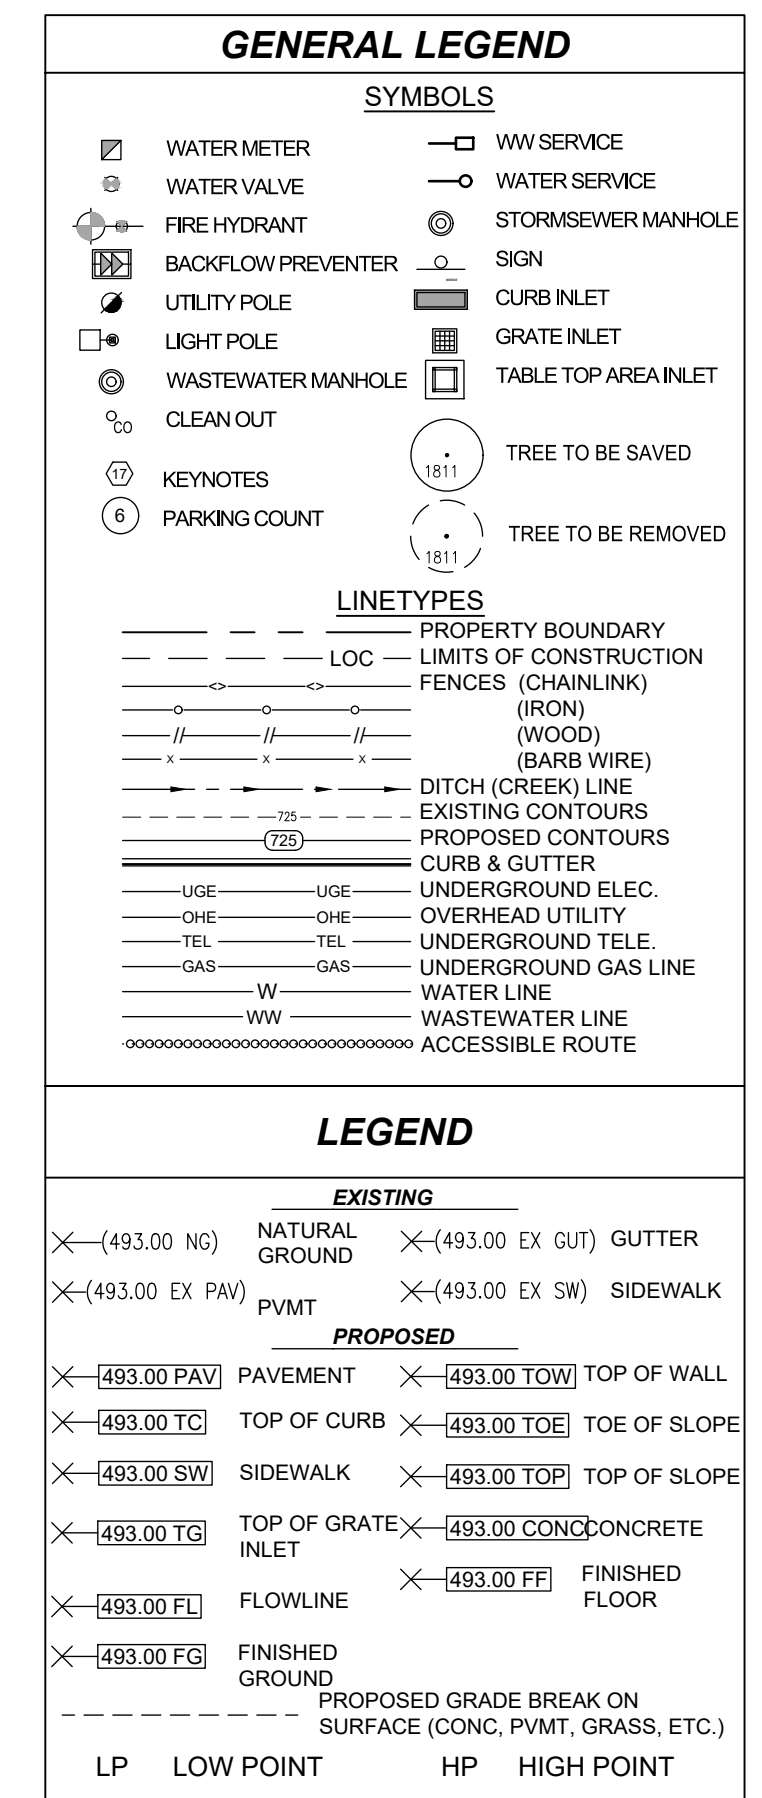 GENERAL LEGEND
SYMBOLS
WATER METER
WATER VALVE
FIRE HYDRANT
BACKFLOW PREVENTER
UTILITY POLE
LIGHT POLE
WASTEWATER MANHOLE
CO CLEAN OUT
17 KEYNOTES
6 PARKING COUNT
WW SERVICE
WATER SERVICE
STORMSEWER MANHOLE
SIGN
CURB INLET
GRATE INLET
TABLE TOP AREA INLET
1811 TREE TO BE SAVED
1811 TREE TO BE REMOVED
LINETYPES
PROPERTY BOUNDARY
LOC LIMITS OF CONSTRUCTION
<> <> FENCES (CHAINLINK)
(IRON)
// // // (WOOD)
x x x (BARB WIRE)
DITCH (CREEK) LINE
725 EXISTING CONTOURS
725 PROPOSED CONTOURS
CURB & GUTTER
UGE UGE UNDERGROUND ELEC.
OHE OHE OVERHEAD UTILITY
TEL TEL UNDERGROUND TELE.
GAS GAS UNDERGROUND GAS LINE
W WATER LINE
WW WASTEWATER LINE
ACCESSIBLE ROUTE
LEGEND
EXISTING
(493.00 NG) NATURAL
GROUND
(493.00 EX GUT) GUTTER
(493.00 EX PAV) PVMT
(493.00 EX SW) SIDEWALK
PROPOSED
493.00 PAV PAVEMENT
493.00 TOW TOP OF WALL
493.00 TC TOP OF CURB
493.00 TOE TOE OF SLOPE
493.00 SW SIDEWALK
493.00 TOP TOP OF SLOPE
493.00 TG TOP OF GRATE
INLET
493.00 CONC CONCRETE
493.00 FF FINISHED
FLOOR
493.00 FL FLOWLINE
493.00 FG FINISHED
GROUND
PROPOSED GRADE BREAK ON
SURFACE (CONC, PVMT, GRASS, ETC.)
LP LOW POINT HP HIGH POINT